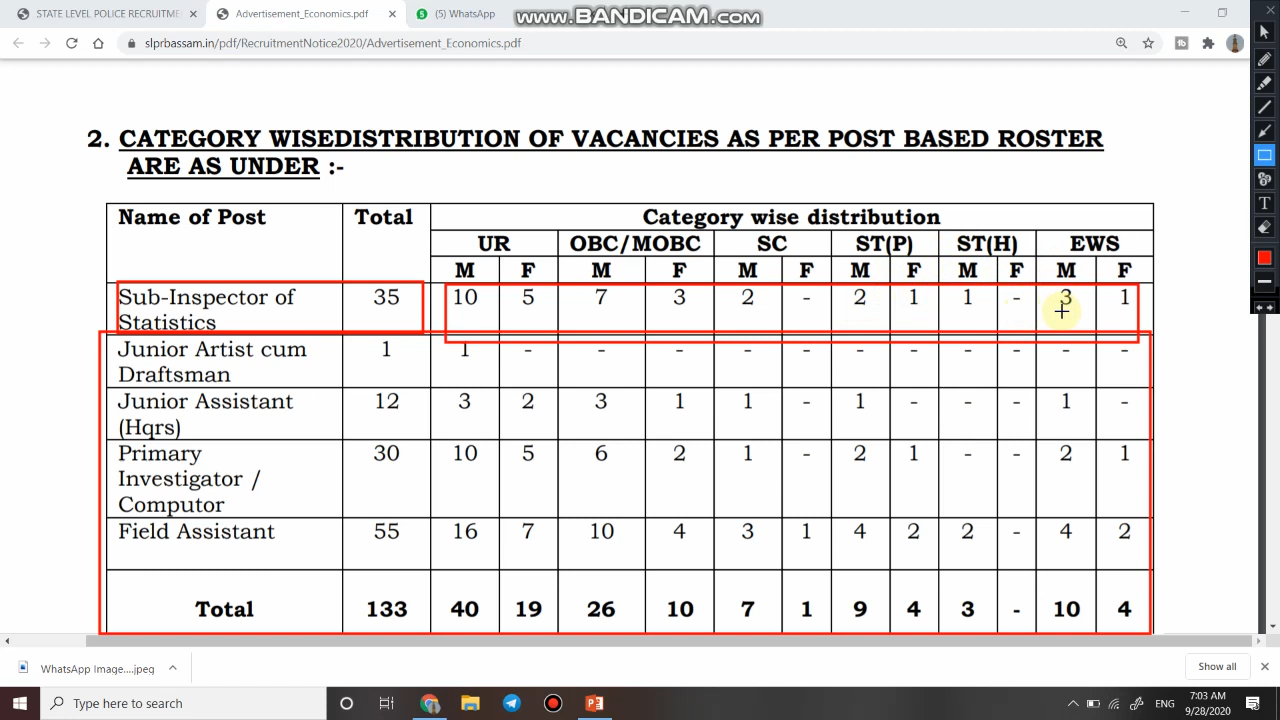 STATE LEVEL POLICE RECRUITME
Advertisement_Economics.pdf
(5) WhatsApp
www.BANDICAM.com
slprbassam.in/pdf/RecruitmentNotice2020/Advertisement_Economics.pdf
2. CATEGORY WISEDISTRIBUTION OF VACANCIES AS PER POST BASED ROSTER
ARE AS UNDER :-
Name of Post Total Category wise distribution
UR OBC/MOBC SC ST(P) ST(H) EWS
M F M F M F M F M F M F
Sub-Inspector of 35 10 5 7 3 2 - 2 1 1 - 3 1
Statistics
Junior Artist cum 1 1 - - - - - - - - - - -
Draftsman
Junior Assistant 12 3 2 3 1 1 - 1 - - - 1 -
(Hqrs)
Primary 30 10 5 6 2 1 - 2 1 - - 2 1
Investigator /
Computor
Field Assistant 55 16 7 10 4 3 1 4 2 2 - 4 2
Total 133 40 19 26 10 7 1 9 4 3 - 10 4
WhatsApp Image....jpeg
Show all
Type here to search
ENG
7:03 AM
9/28/2020